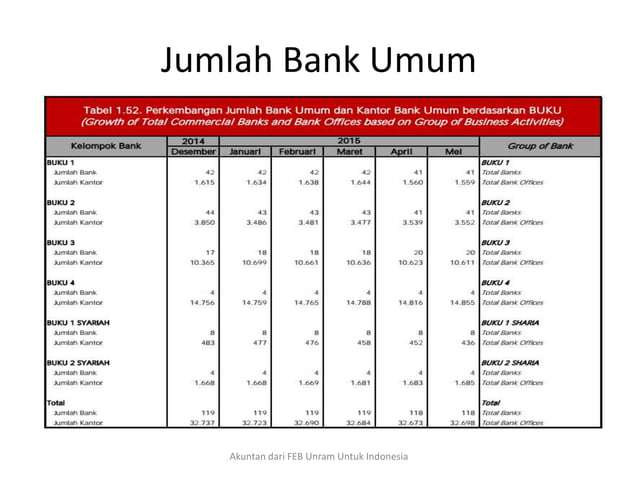 Jumlah Bank Umum
Tabel 1.52. Perkembangan Jumlah Bank Umum dan Kantor Bank Umum berdasarkan BUKU
(Growth of Total Commercial Banks and Bank Offices based on Group of Business Activities)
Kelompok Bank 2014 2015 Group of Bank
Desember Januari Februari Maret April Mei
BUKU 1 BUKU 1
Jumlah Bank 42 42 42 42 41 41 Total Banks
Jumlah Kantor 1.615 1.634 1.638 1.644 1.560 1.559 Total Bank Offices
BUKU 2 BUKU 2
Jumlah Bank 44 43 43 43 41 41 Total Banks
Jumlah Kantor 3.850 3.486 3.481 3.477 3.539 3.552 Total Bank Offices
BUKU 3 BUKU 3
Jumlah Bank 17 18 18 18 20 20 Total Banks
Jumlah Kantor 10.365 10.699 10.661 10.636 10.623 10.611 Total Bank Offices
BUKU 4 BUKU 4
Jumlah Bank 4 4 4 4 4 4 Total Banks
Jumlah Kantor 14.756 14.759 14.765 14.788 14.816 14.855 Total Bank Offices
BUKU 1 SYARIAH BUKU 1 SHARIA
Jumlah Bank 8 8 8 8 8 8 Total Banks
Jumlah Kantor 483 477 476 458 452 436 Total Bank Offices
BUKU 2 SYARIAH BUKU 2 SHARIA
Jumlah Bank 4 4 4 4 4 4 Total Banks
Jumlah Kantor 1.668 1.668 1.669 1.681 1.683 1.685 Total Bank Offices
Total Total
Jumlah Bank 119 119 119 119 118 118 Total Banks
Jumlah Kantor 32.737 32.723 32.690 32.684 32.673 32.698 Total Bank Offices
Akuntan dari FEB Unram Untuk Indonesia